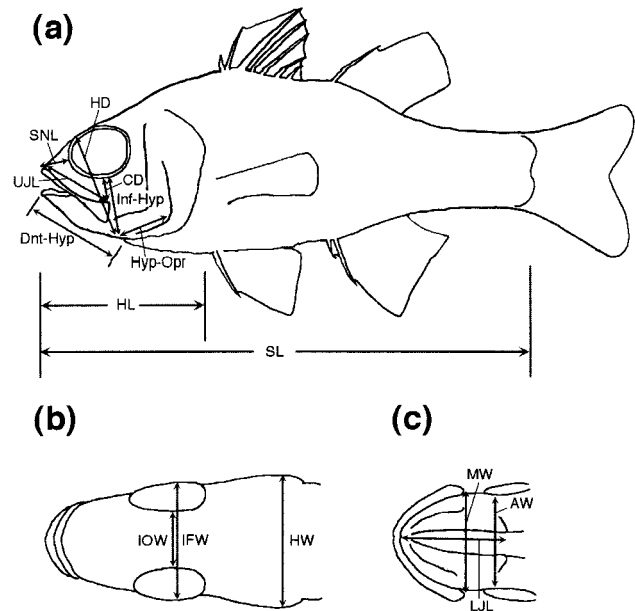 (a)
HD
SNL
UJL
CD
Inf-Hyp
Dnt-Hyp
Hyp-Opr
HL
SL
(b)
(c)
IOW
IFW
HW
MW
AW
LJL